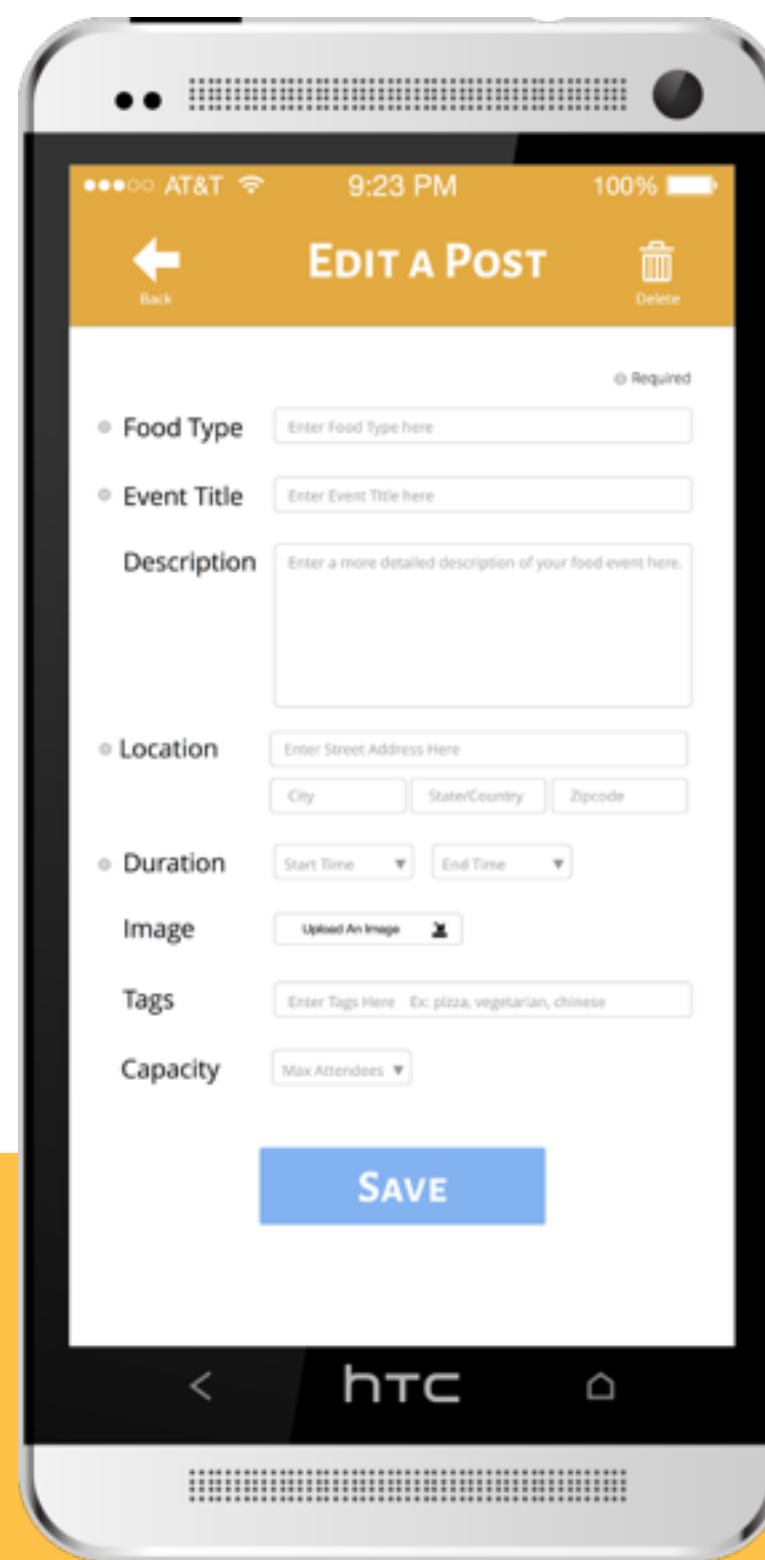 AT&T 9:23 PM 100%
EDIT A POST
Back Delete
Required
Food Type Enter Food Type here
Event Title Enter Event Title here
Description Enter a more detailed description of your food event here.
Location Enter Street Address Here
City State/Country Zipcode
Duration Start Time End Time
Image Upload An Image
Tags Enter Tags Here Ex: pizza, vegetarian, chinese
Capacity Max Attendees
SAVE
hTC